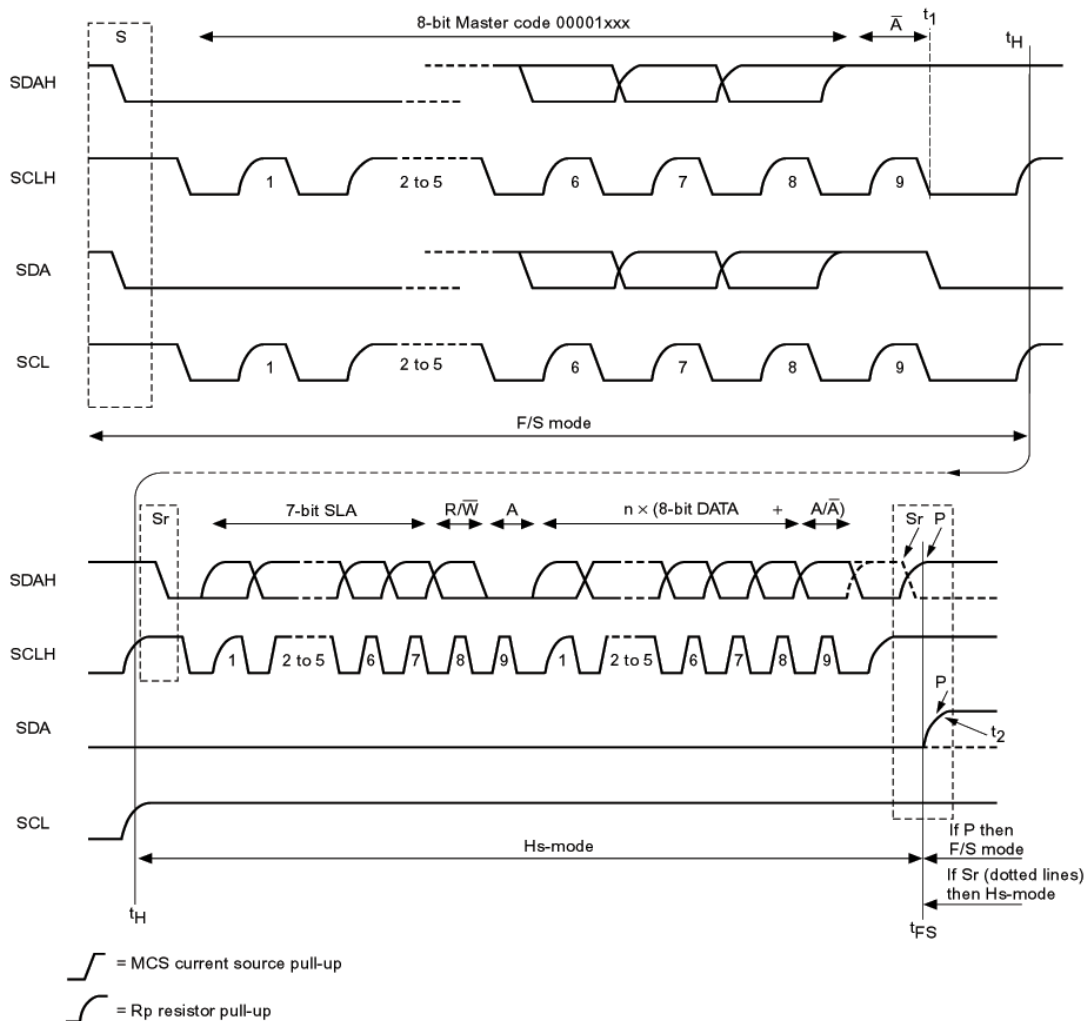 S
8-bit Master code 00001xxx
A̅
t1
tH
SDAH
SCLH
1
2 to 5
6
7
8
9
SDA
SCL
1
2 to 5
6
7
8
9
F/S mode
Sr
7-bit SLA
R/W̅
A
n × (8-bit DATA
+
A/A̅)
Sr
P
SDAH
SCLH
1
2 to 5
6
7
8
9
1
2 to 5
6
7
8
9
P
SDA
t2
SCL
Hs-mode
If P then
F/S mode
If Sr (dotted lines)
then Hs-mode
tH
tFS
= MCS current source pull-up
= Rp resistor pull-up